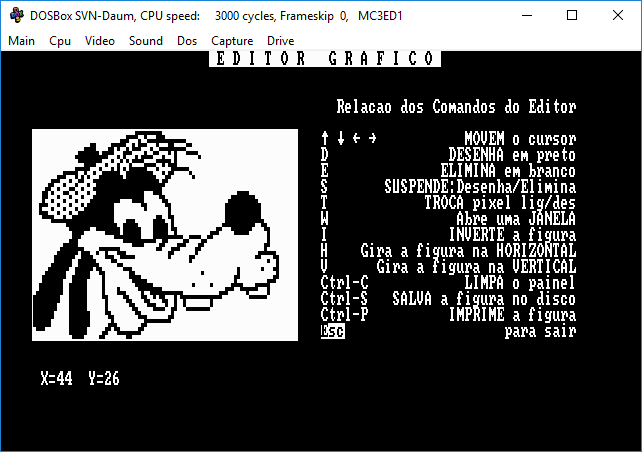 DOSBox SVN-Daum, CPU speed: 3000 cycles, Frameskip 0, MC3ED1
Main Cpu Video Sound Dos Capture Drive
EDITOR GRAFICO
Relacao dos Comandos do Editor
↑ ↓ ← → MOVEM o cursor
D DESENHA em preto
E ELIMINA em branco
S SUSPENDE:Desenha/Elimina
T TROCA pixel lig/des
W Abre uma JANELA
I INVERTE a figura
H Gira a figura na HORIZONTAL
V Gira a figura na VERTICAL
Ctrl-C LIMPA o painel
Ctrl-S SALVA a figura no disco
Ctrl-P IMPRIME a figura
Esc para sair
X=44 Y=26